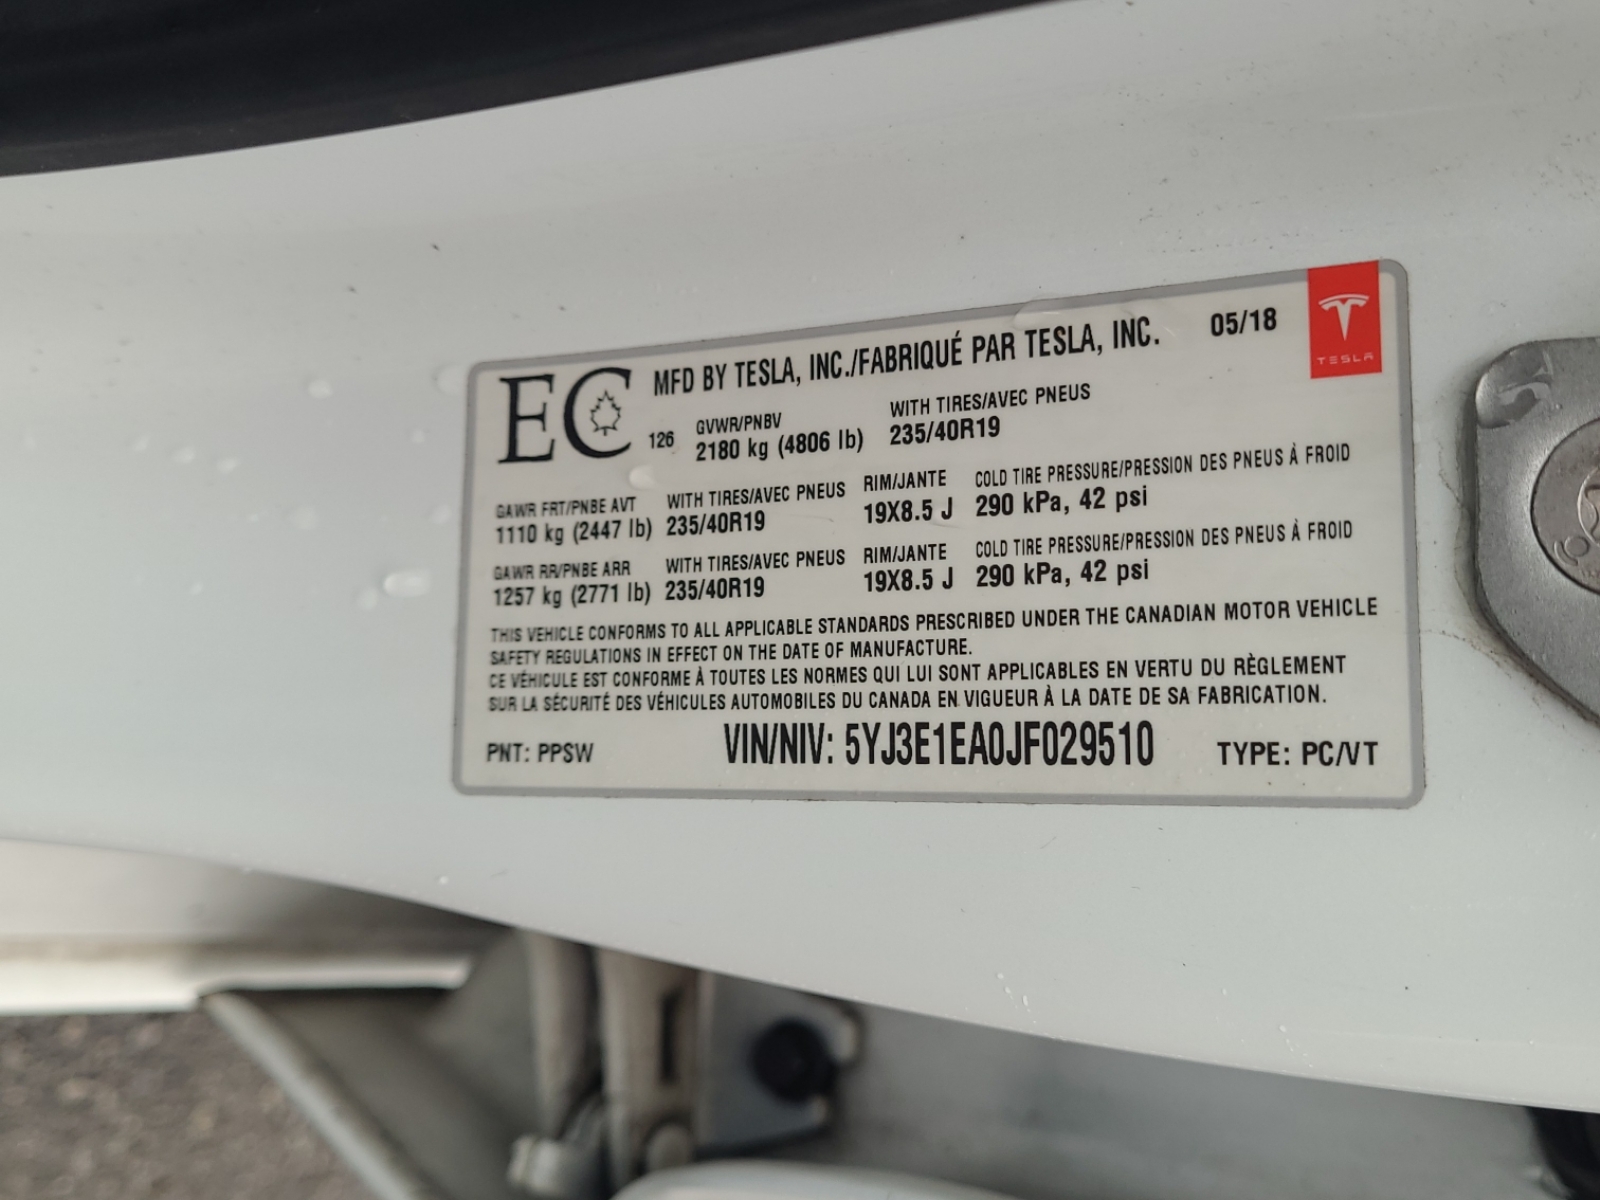 MFD BY TESLA, INC./FABRIQUÉ PAR TESLA, INC. 05/18
TESLA
EC 126
GVWR/PNBV WITH TIRES/AVEC PNEUS
2180 kg (4806 lb) 235/40R19
GAWR FRT/PNBE AVT WITH TIRES/AVEC PNEUS RIM/JANTE COLD TIRE PRESSURE/PRESSION DES PNEUS À FROID
1110 kg (2447 lb) 235/40R19 19X8.5 J 290 kPa, 42 psi
GAWR RR/PNBE ARR WITH TIRES/AVEC PNEUS RIM/JANTE COLD TIRE PRESSURE/PRESSION DES PNEUS À FROID
1257 kg (2771 lb) 235/40R19 19X8.5 J 290 kPa, 42 psi
THIS VEHICLE CONFORMS TO ALL APPLICABLE STANDARDS PRESCRIBED UNDER THE CANADIAN MOTOR VEHICLE
SAFETY REGULATIONS IN EFFECT ON THE DATE OF MANUFACTURE.
CE VÉHICULE EST CONFORME À TOUTES LES NORMES QUI LUI SONT APPLICABLES EN VERTU DU RÈGLEMENT
SUR LA SÉCURITÉ DES VÉHICULES AUTOMOBILES DU CANADA EN VIGUEUR À LA DATE DE SA FABRICATION.
PNT: PPSW VIN/NIV: 5YJ3E1EA0JF029510 TYPE: PC/VT